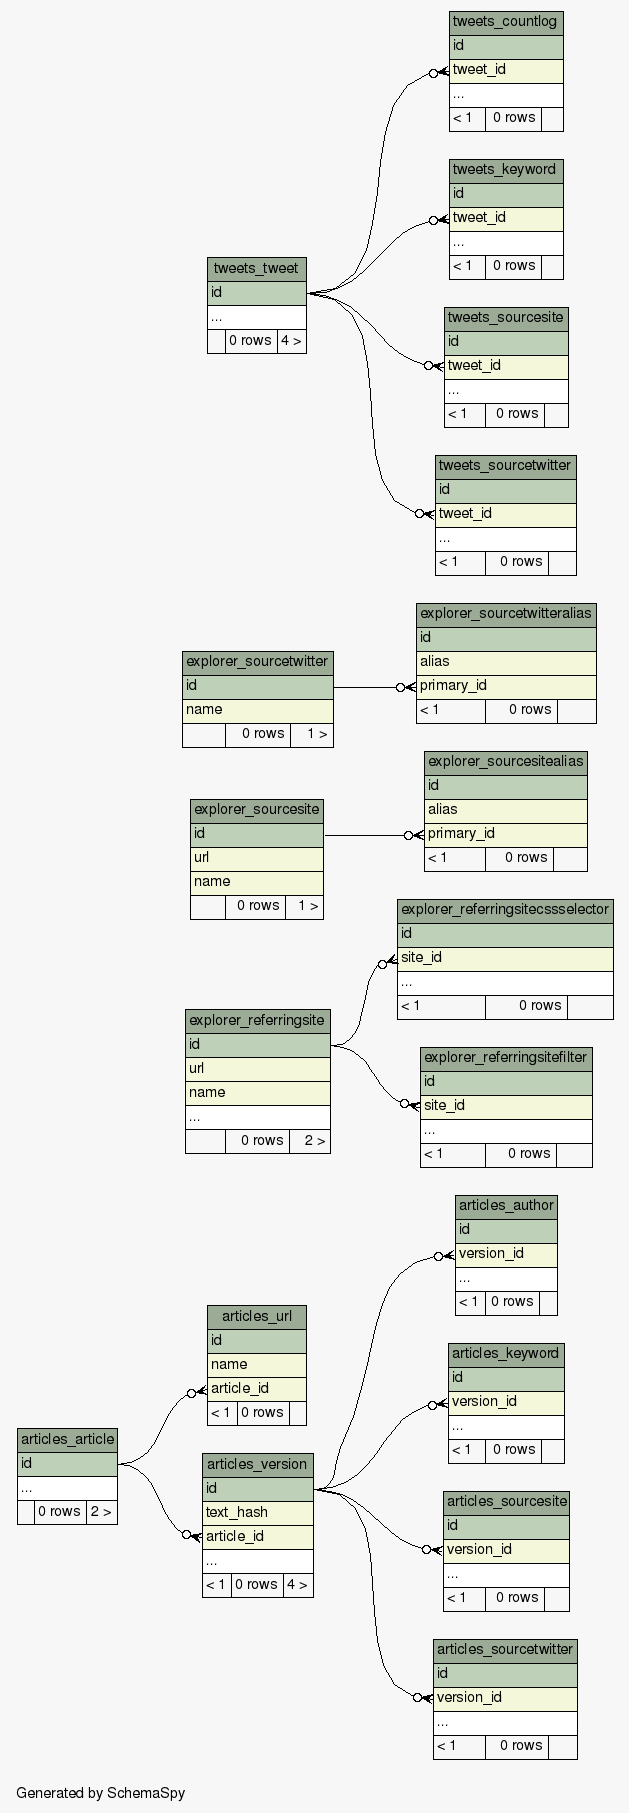 tweets_countlog
id
tweet_id
...
< 1 0 rows
tweets_keyword
id
tweet_id
...
< 1 0 rows
tweets_tweet
id
...
0 rows 4 >
tweets_sourcesite
id
tweet_id
...
< 1 0 rows
tweets_sourcetwitter
id
tweet_id
...
< 1 0 rows
explorer_sourcetwitteralias
id
alias
primary_id
< 1 0 rows
explorer_sourcetwitter
id
name
0 rows 1 >
explorer_sourcesitealias
id
alias
primary_id
< 1 0 rows
explorer_sourcesite
id
url
name
0 rows 1 >
explorer_referringsitecssselector
id
site_id
...
< 1 0 rows
explorer_referringsite
id
url
name
...
0 rows 2 >
explorer_referringsitefilter
id
site_id
...
< 1 0 rows
articles_author
id
version_id
...
< 1 0 rows
articles_url
id
name
article_id
< 1 0 rows
articles_keyword
id
version_id
...
< 1 0 rows
articles_article
id
...
0 rows 2 >
articles_version
id
text_hash
article_id
...
< 1 0 rows 4 >
articles_sourcesite
id
version_id
...
< 1 0 rows
articles_sourcetwitter
id
version_id
...
< 1 0 rows
Generated by SchemaSpy